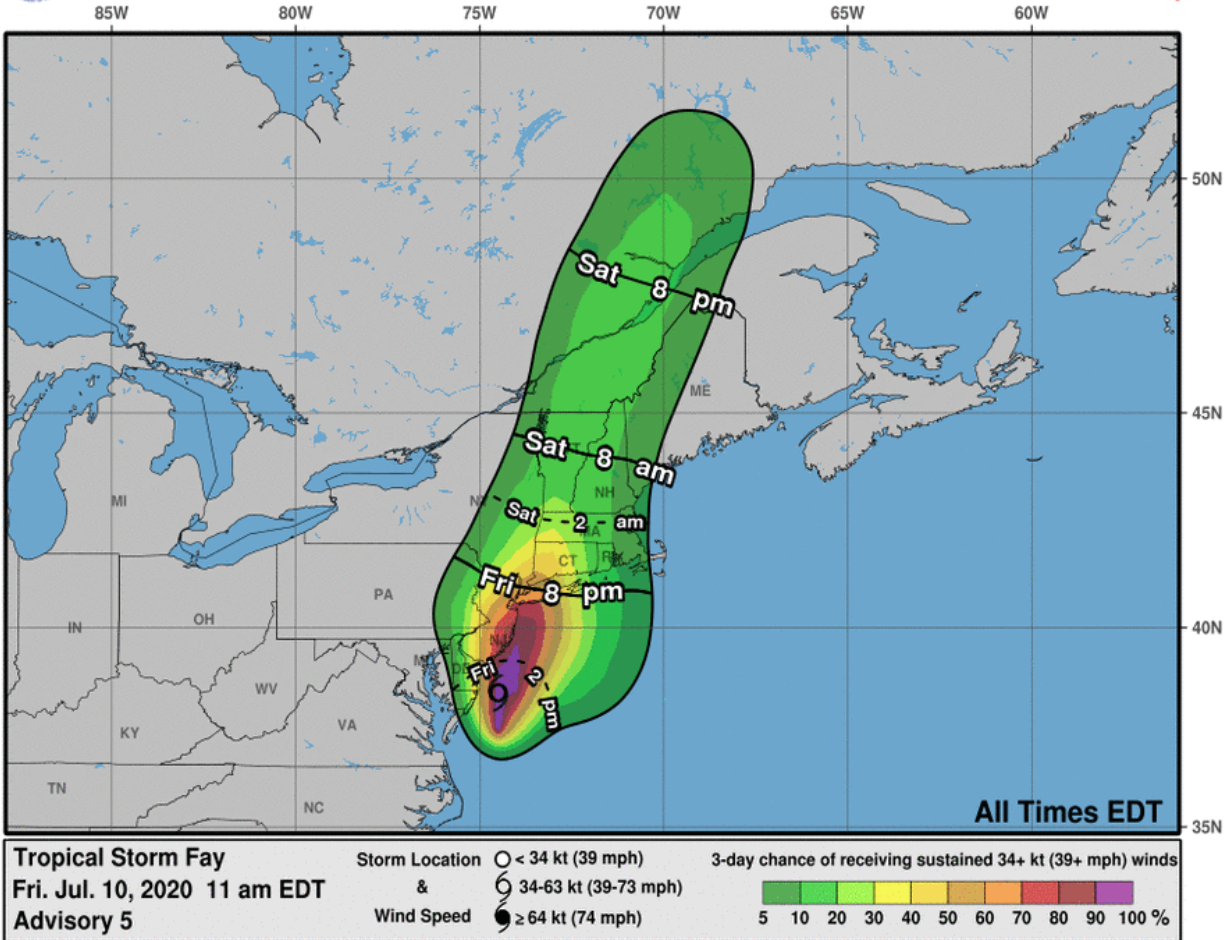 85W 80W 75W 70W 65W 60W
50N
Sat 8 pm
ME
45N
Sat 8 am
MI
NH
Sat 2 am
MA
CT
Fri 8 pm
PA
OH
IN
40N
NJ
Fri 2 pm
WV
VA
KY
TN
NC
All Times EDT
35N
Tropical Storm Fay
Fri. Jul. 10, 2020 11 am EDT
Advisory 5
Storm Location
&
Wind Speed
< 34 kt (39 mph)
34-63 kt (39-73 mph)
≥ 64 kt (74 mph)
3-day chance of receiving sustained 34+ kt (39+ mph) winds
5 10 20 30 40 50 60 70 80 90 100 %